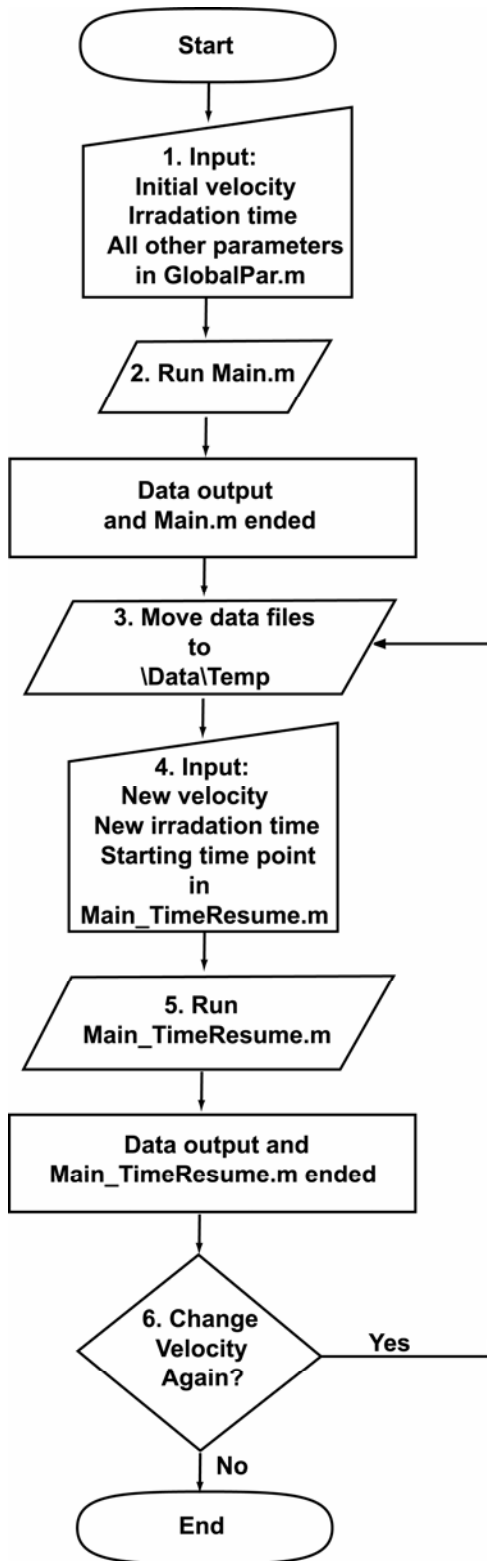 Start
1. Input:
Initial velocity
Irradation time
All other parameters
in GlobalPar.m
2. Run Main.m
Data output
and Main.m ended
3. Move data files
to
\Data\Temp
4. Input:
New velocity
New irradation time
Starting time point
in
Main_TimeResume.m
5. Run
Main_TimeResume.m
Data output and
Main_TimeResume.m ended
6. Change
Velocity
Again?
Yes
No
End